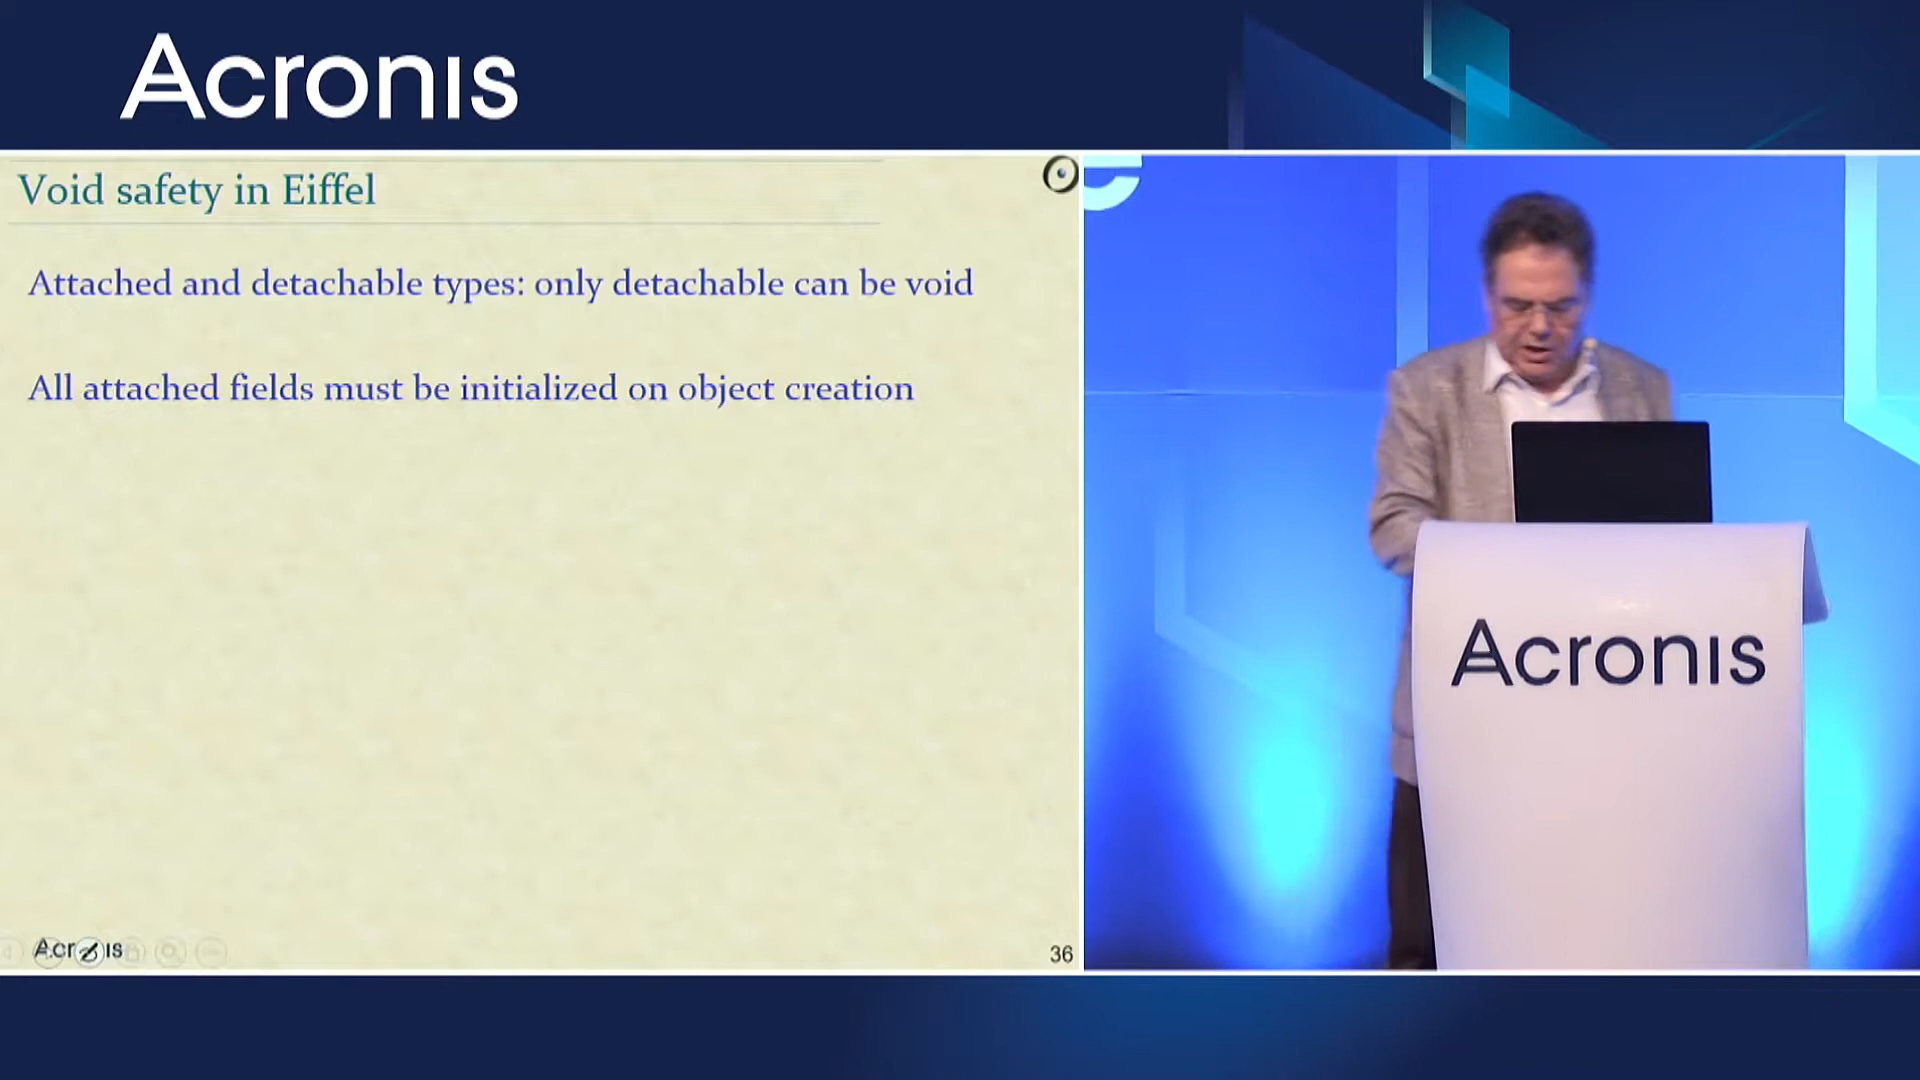 Acronis
Void safety in Eiffel
Attached and detachable types: only detachable can be void
All attached fields must be initialized on object creation
36
Acronis